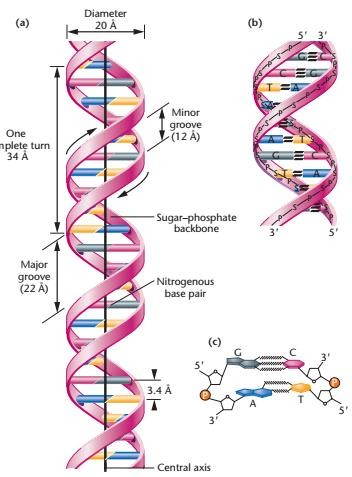 (a)
Diameter
20 Å
One
nplete turn
34 Å
Minor
groove
(12 Å)
Sugar–phosphate
backbone
Major
groove
(22 Å)
Nitrogenous
base pair
3.4 Å
Central axis
(b)
5′ 3′
G C
C G
T A
A T
G C
T A
3′ 5′
(c)
G C
5′ 3′
P P
A T
3′ 5′